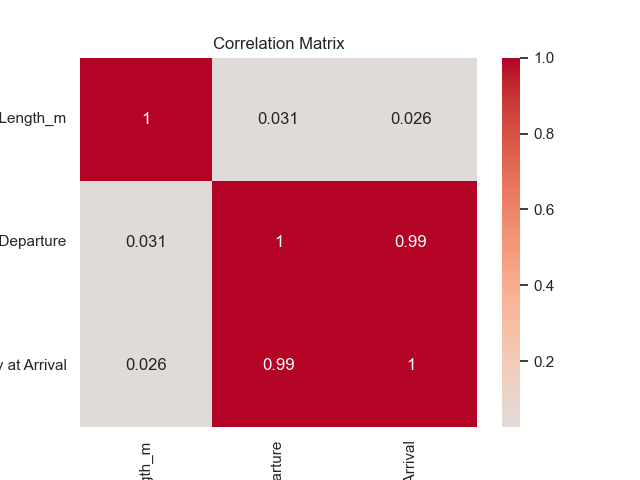 Correlation Matrix
Length_m 1 0.031 0.026
Departure 0.031 1 0.99
at Arrival 0.026 0.99 1
1.0
0.8
0.6
0.4
0.2
gth_m
arture
Arrival